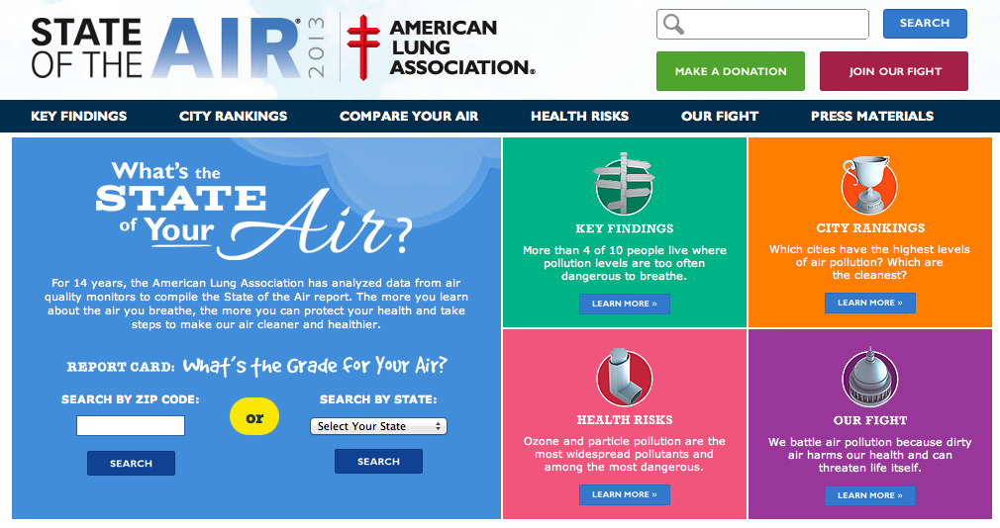 STATE
OF THE
AIR®
2013
AMERICAN
LUNG
ASSOCIATION®
SEARCH
MAKE A DONATION
JOIN OUR FIGHT
KEY FINDINGS CITY RANKINGS COMPARE YOUR AIR HEALTH RISKS OUR FIGHT PRESS MATERIALS
What's the
STATE
of Your
Air?
For 14 years, the American Lung Association has analyzed data from air
quality monitors to compile the State of the Air report. The more you learn
about the air you breathe, the more you can protect your health and take
steps to make our air cleaner and healthier.
REPORT CARD: What's the Grade for Your Air?
SEARCH BY ZIP CODE:
SEARCH
or
SEARCH BY STATE:
Select Your State
SEARCH
KEY FINDINGS
More than 4 of 10 people live where
pollution levels are too often
dangerous to breathe.
LEARN MORE »
CITY RANKINGS
Which cities have the highest levels
of air pollution? Which are
the cleanest?
LEARN MORE »
HEALTH RISKS
Ozone and particle pollution are the
most widespread pollutants and
among the most dangerous.
LEARN MORE »
OUR FIGHT
We battle air pollution because dirty
air harms our health and can
threaten life itself.
LEARN MORE »